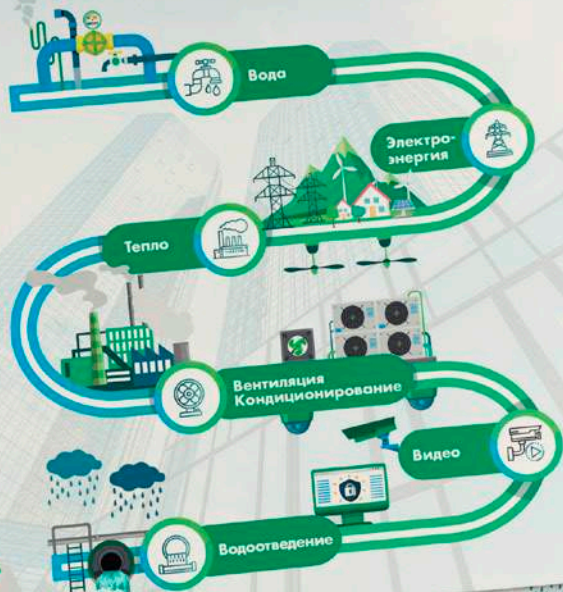 Вода
Электро-
энергия
Тепло
Вентиляция
Кондиционирование
Видео
Водоотведение